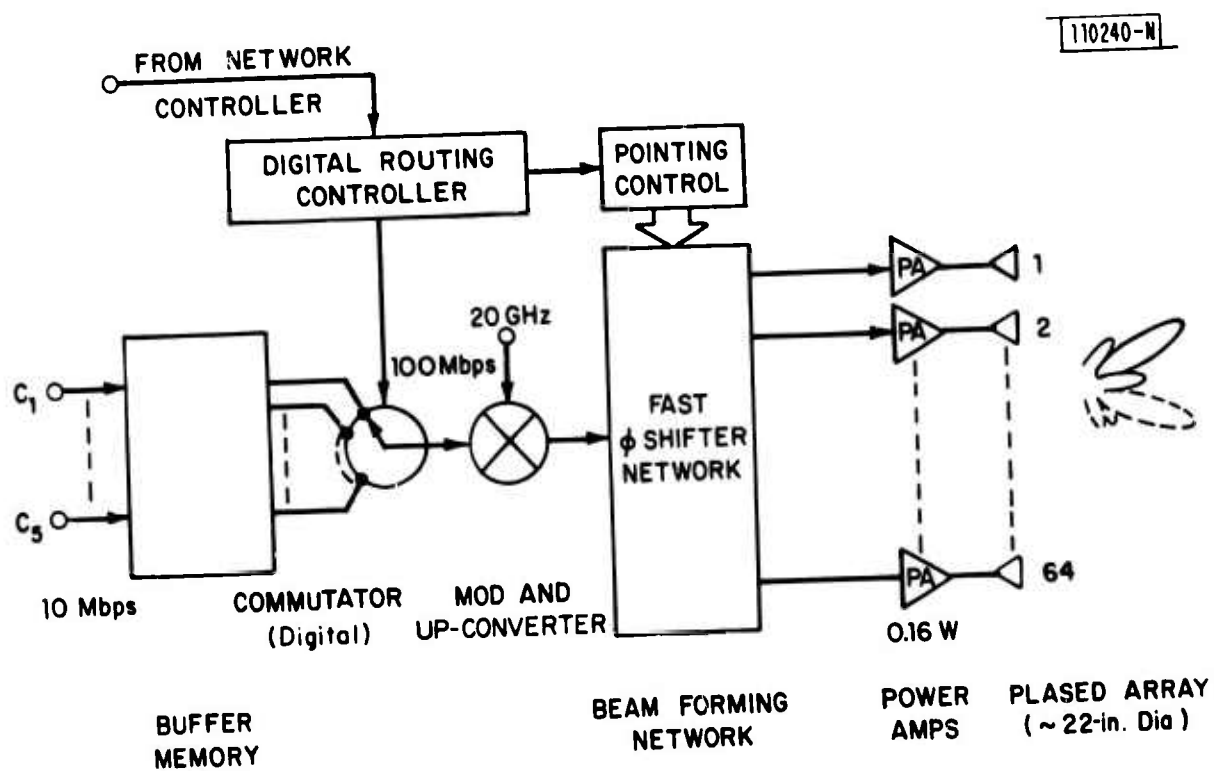 110240-N
FROM NETWORK
CONTROLLER
DIGITAL ROUTING
CONTROLLER
POINTING
CONTROL
PA
1
20 GHz
PA
2
100 Mbps
C1
FAST
ϕ SHIFTER
NETWORK
C5
PA
64
10 Mbps
COMMUTATOR
(Digital)
MOD AND
UP-CONVERTER
0.16 W
BUFFER
MEMORY
BEAM FORMING
NETWORK
POWER
AMPS
PLASED ARRAY
(~22-in. Dia)